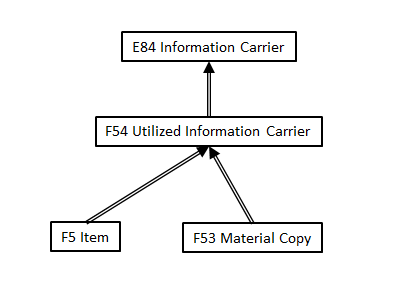 E84 Information Carrier
F54 Utilized Information Carrier
F5 Item
F53 Material Copy